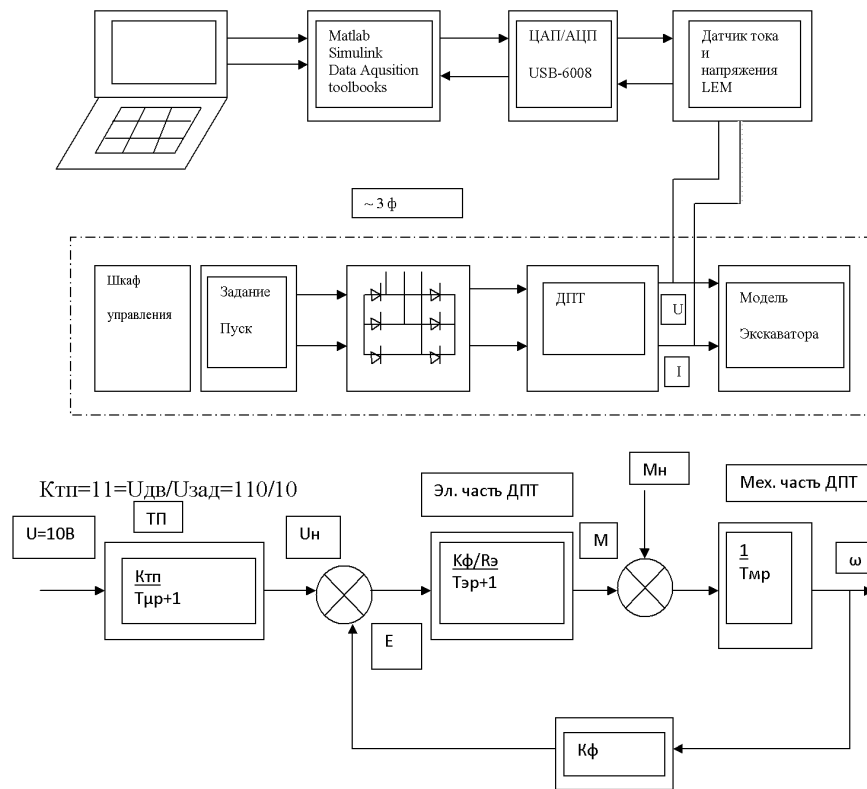 Matlab
Simulink
Data Aqusition
toolbooks
ЦАП/АЦП
USB-6008
Датчик тока
и
напряжения
LEM
~ 3 ф
Шкаф
управления
Задание
Пуск
ДПТ
U
I
Модель
Экскаватора
Ктп=11=Uдв/Uзад=110/10
ТП
U=10В
Ктп
Tμp+1
Uн
Эл. часть ДПТ
Кф/Rэ
Тэр+1
E
М
Мн
Мех. часть ДПТ
1
Тмр
ω
Кф